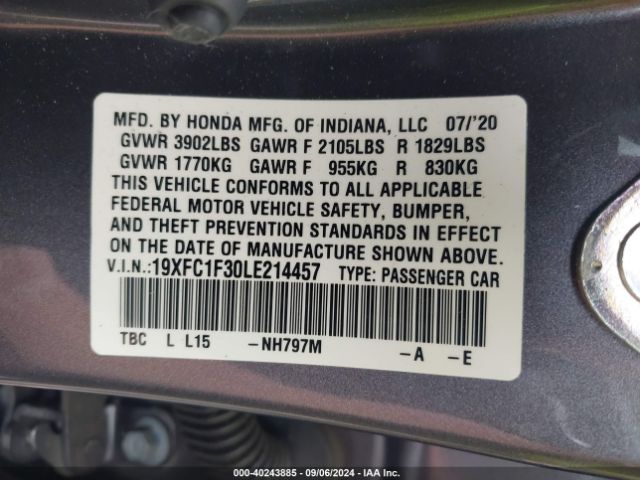 MFD. BY HONDA MFG. OF INDIANA, LLC 07/'20
GVWR 3902LBS GAWR F 2105LBS R 1829LBS
GVWR 1770KG GAWR F 955KG R 830KG
THIS VEHICLE CONFORMS TO ALL APPLICABLE
FEDERAL MOTOR VEHICLE SAFETY, BUMPER,
AND THEFT PREVENTION STANDARDS IN EFFECT
ON THE DATE OF MANUFACTURE SHOWN ABOVE.
V.I.N.:19XFC1F30LE214457 TYPE: PASSENGER CAR
TBC L L15 -NH797M -A -E
000-40243885 - 09/06/2024 - IAA Inc.